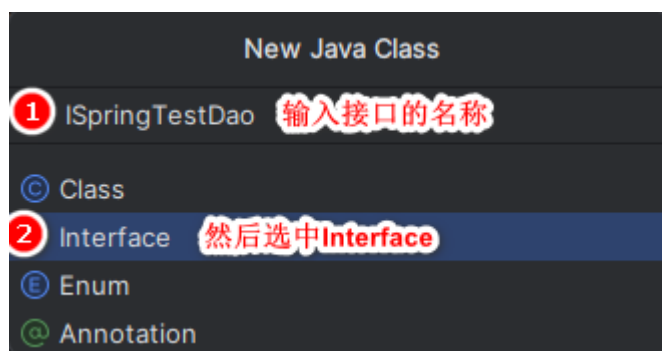 New Java Class
1 ISpringTestDao 输入接口的名称
C Class
2 Interface 然后选中Interface
E Enum
@ Annotation